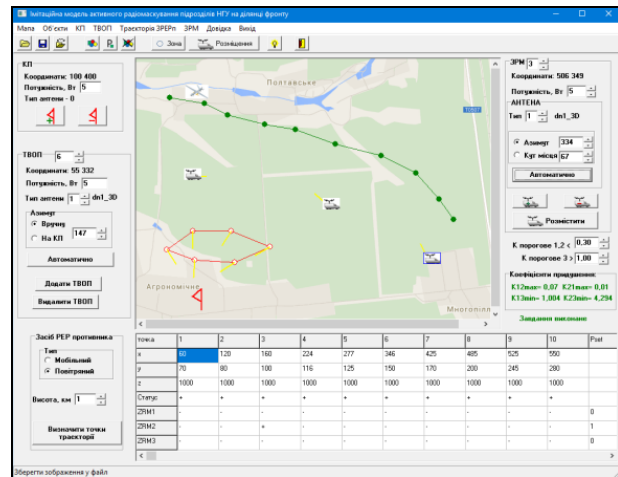 Імітаційна модель активного радіомаскування підрозділів НГУ на ділянці фронту
Мапа Об'єкти КП ТВОП Траєкторія ЗРЕРп ЗРМ Довідка Вихід
Зона Розміщення
КП
Координати: 100 400
Потужність, Вт 5
Тип антени - 0
ТВОП 6
Координати: 55 332
Потужність, Вт 5
Тип антени 1 dn1_3D
Азимут
Вручну
На КП 147
Автоматично
Додати ТВОП
Видалити ТВОП
Засіб РЕР противника
Тип
Мобільний
Повітряний
Висота, км 1
Визначити точки
траєкторії
Полтавське
Агрономічне
Многопілл
ЗРМ 3
Координати: 506 349
Потужність, Вт 5
АНТЕНА
Тип 1 dn1_3D
Азимут 334
Кут місця 67
Автоматично
Розмістити
К порогове 1,2 < 0,30
К порогове 3 > 1,00
Коефіцієнти придушення:
K12max= 0,07 K21max= 0,01
K13min= 1,004 K23min= 4,294
Завдання виконане
точка 1 2 3 4 5 6 7 8 9 10
x 60 120 160 224 277 346 425 485 525 550
y 70 80 100 116 125 150 170 200 245 280
z 1000 1000 1000 1000 1000 1000 1000 1000 1000 1000
Статус + + + + + + + + + +
ZRM1 - - - - - - - - - - 0
ZRM2 - - + - - - - - - - 1
ZRM3 - - - - - - - - - - 0
Зберегти зображення у файл